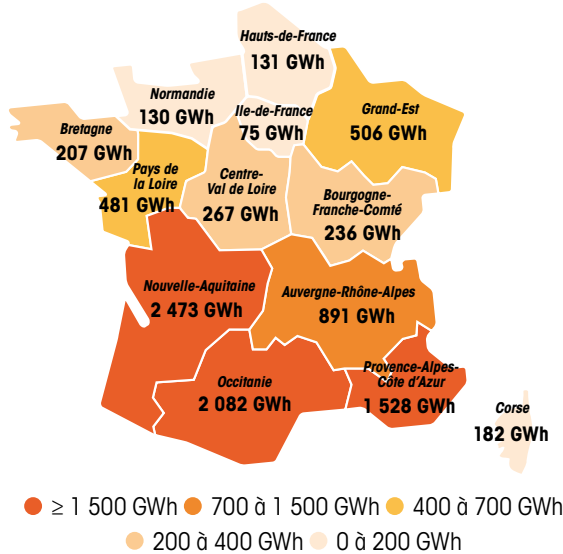 Hauts-de-France
131 GWh
Normandie
130 GWh
Ile-de-France
75 GWh
Grand-Est
506 GWh
Bretagne
207 GWh
Pays de
la Loire
481 GWh
Centre-
Val de Loire
267 GWh
Bourgogne-
Franche-Comté
236 GWh
Nouvelle-Aquitaine
2 473 GWh
Auvergne-Rhône-Alpes
891 GWh
Occitanie
2 082 GWh
Provence-Alpes-
Côte d'Azur
1 528 GWh
Corse
182 GWh
≥ 1 500 GWh 700 à 1 500 GWh 400 à 700 GWh
200 à 400 GWh 0 à 200 GWh